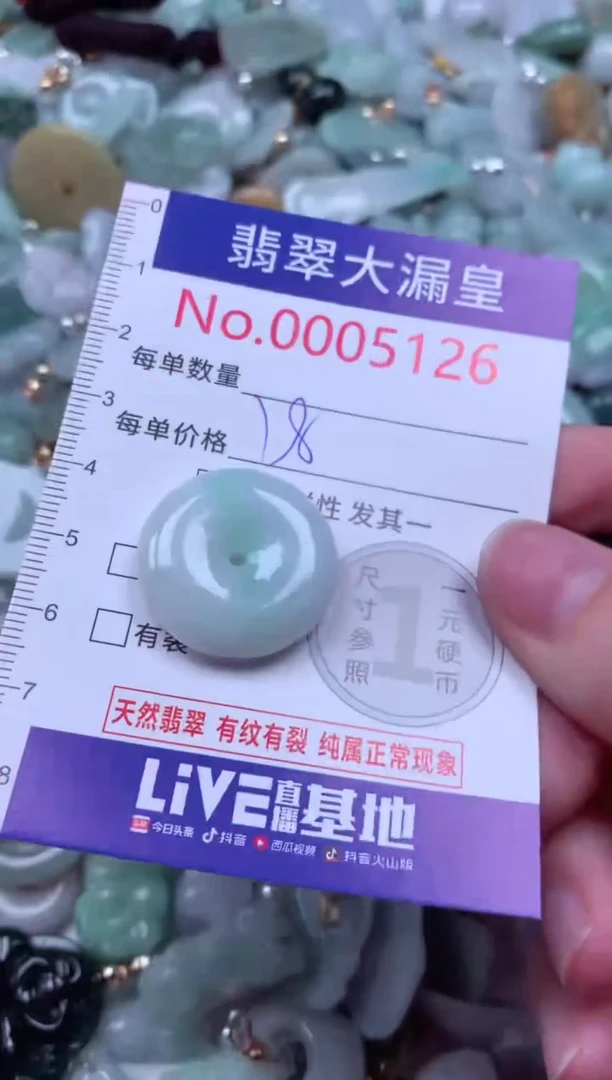 0
1
2
3
4
5
6
7
8
翡翠大漏皇
No.0005126
每单数量
每单价格 18
性 发其一
有裂
尺寸参照
1
一元硬币
天然翡翠 有纹有裂 纯属正常现象
LiVE直播基地
今日头条 抖音 西瓜视频 抖音火山版